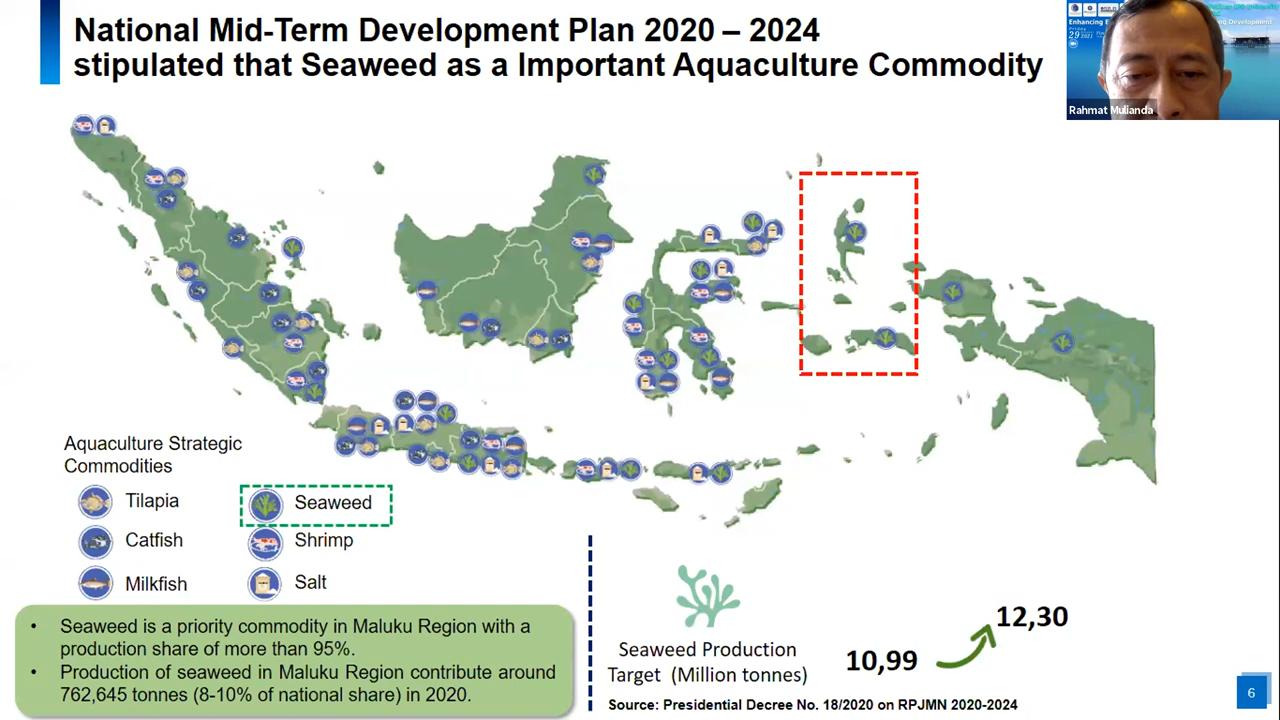 National Mid-Term Development Plan 2020 – 2024
stipulated that Seaweed as a Important Aquaculture Commodity
Rahmat Mulianda
Aquaculture Strategic
Commodities
Tilapia
Seaweed
Catfish
Shrimp
Milkfish
Salt
• Seaweed is a priority commodity in Maluku Region with a
production share of more than 95%.
• Production of seaweed in Maluku Region contribute around
762,645 tonnes (8-10% of national share) in 2020.
Seaweed Production
Target (Million tonnes)
10,99
12,30
Source: Presidential Decree No. 18/2020 on RPJMN 2020-2024
6